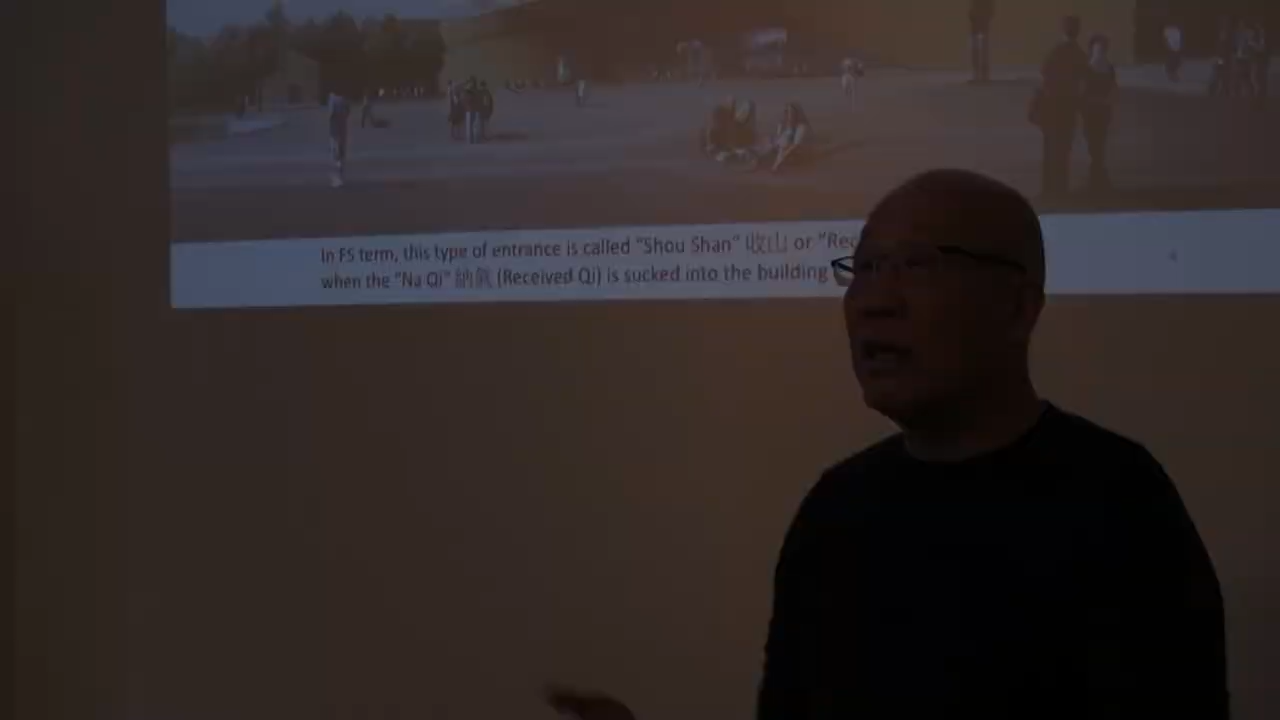 In FS term, this type of entrance is called "Shou Shan" 收山 or "Rec
when the "Na Qi" 納氣 (Received Qi) is sucked into the building